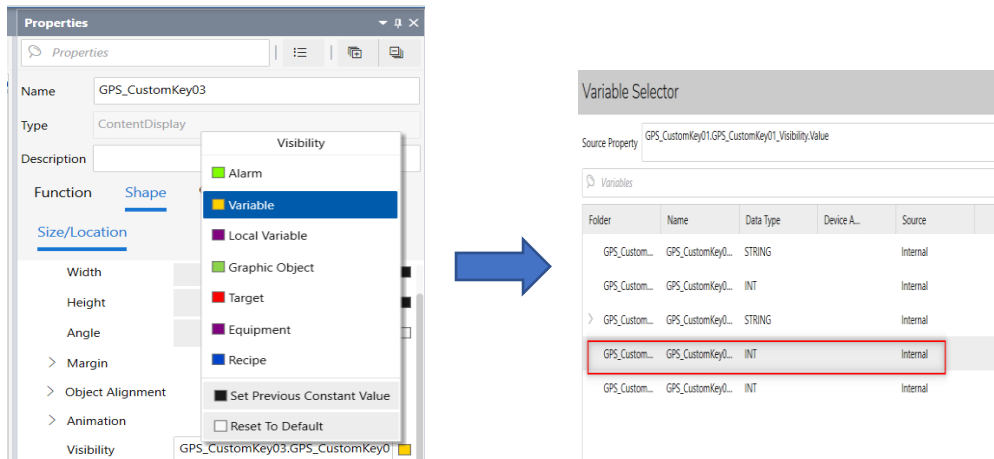 Properties
Properties
Name GPS_CustomKey03
Type ContentDisplay
Description
Function Shape
Size/Location
Width
Height
Angle
Margin
Object Alignment
Animation
Visibility GPS_CustomKey03.GPS_CustomKey0
Visibility
Alarm
Variable
Local Variable
Graphic Object
Target
Equipment
Recipe
Set Previous Constant Value
Reset To Default
Variable Selector
Source Property GPS_CustomKey01.GPS_CustomKey01_Visibility.Value
Variables
Folder Name Data Type Device A... Source
GPS_Custom... GPS_CustomKey0... STRING Internal
GPS_Custom... GPS_CustomKey0... INT Internal
GPS_Custom... GPS_CustomKey0... STRING Internal
GPS_Custom... GPS_CustomKey0... INT Internal
GPS_Custom... GPS_CustomKey0... INT Internal